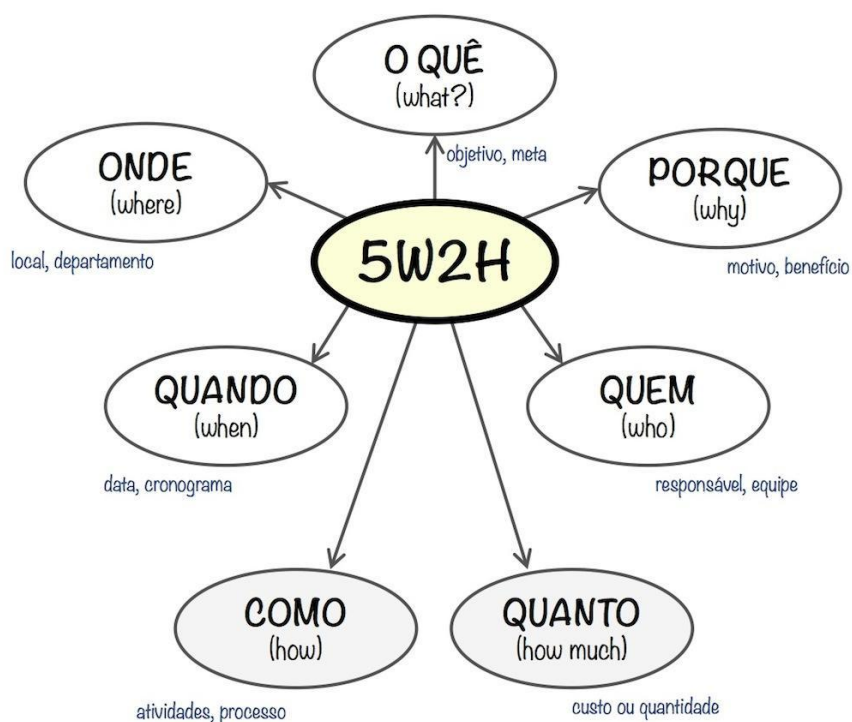 O QUÊ
(what?)
objetivo, meta
ONDE
(where)
local, departamento
PORQUE
(why)
motivo, benefício
5W2H
QUANDO
(when)
data, cronograma
QUEM
(who)
responsável, equipe
COMO
(how)
atividades, processo
QUANTO
(how much)
custo ou quantidade